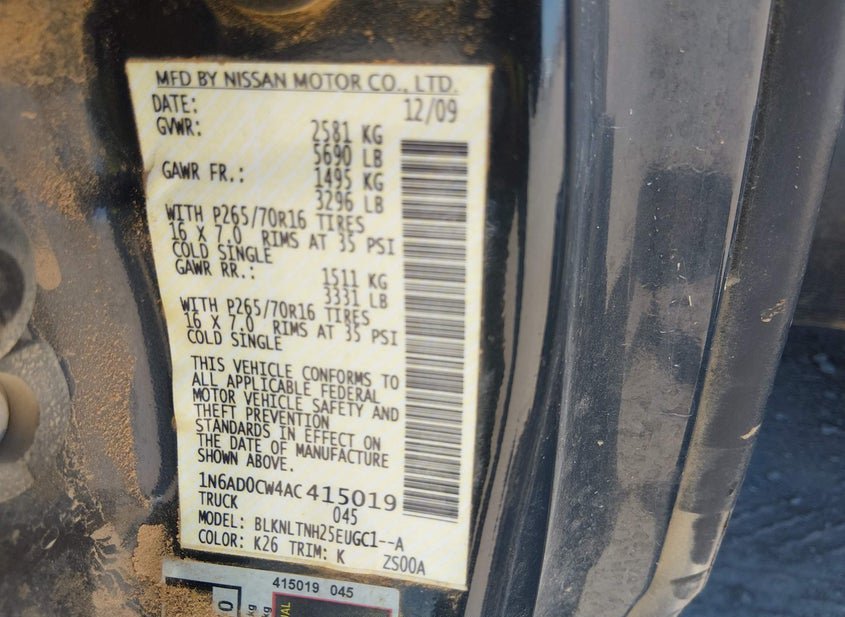 MFD BY NISSAN MOTOR CO., LTD.
DATE: 12/09
GVWR: 2581 KG
5690 LB
GAWR FR.: 1495 KG
3296 LB
WITH P265/70R16 TIRES
16 X 7.0 RIMS AT 35 PSI
COLD SINGLE
GAWR RR.: 1511 KG
3331 LB
WITH P265/70R16 TIRES
16 X 7.0 RIMS AT 35 PSI
COLD SINGLE
THIS VEHICLE CONFORMS TO
ALL APPLICABLE FEDERAL
MOTOR VEHICLE SAFETY AND
THEFT PREVENTION
STANDARDS IN EFFECT ON
THE DATE OF MANUFACTURE
SHOWN ABOVE.
1N6AD0CW4AC415019
TRUCK 045
MODEL: BLKNLTNH25EUGC1--A
COLOR: K26 TRIM: K ZS00A
415019 045
kg
kg